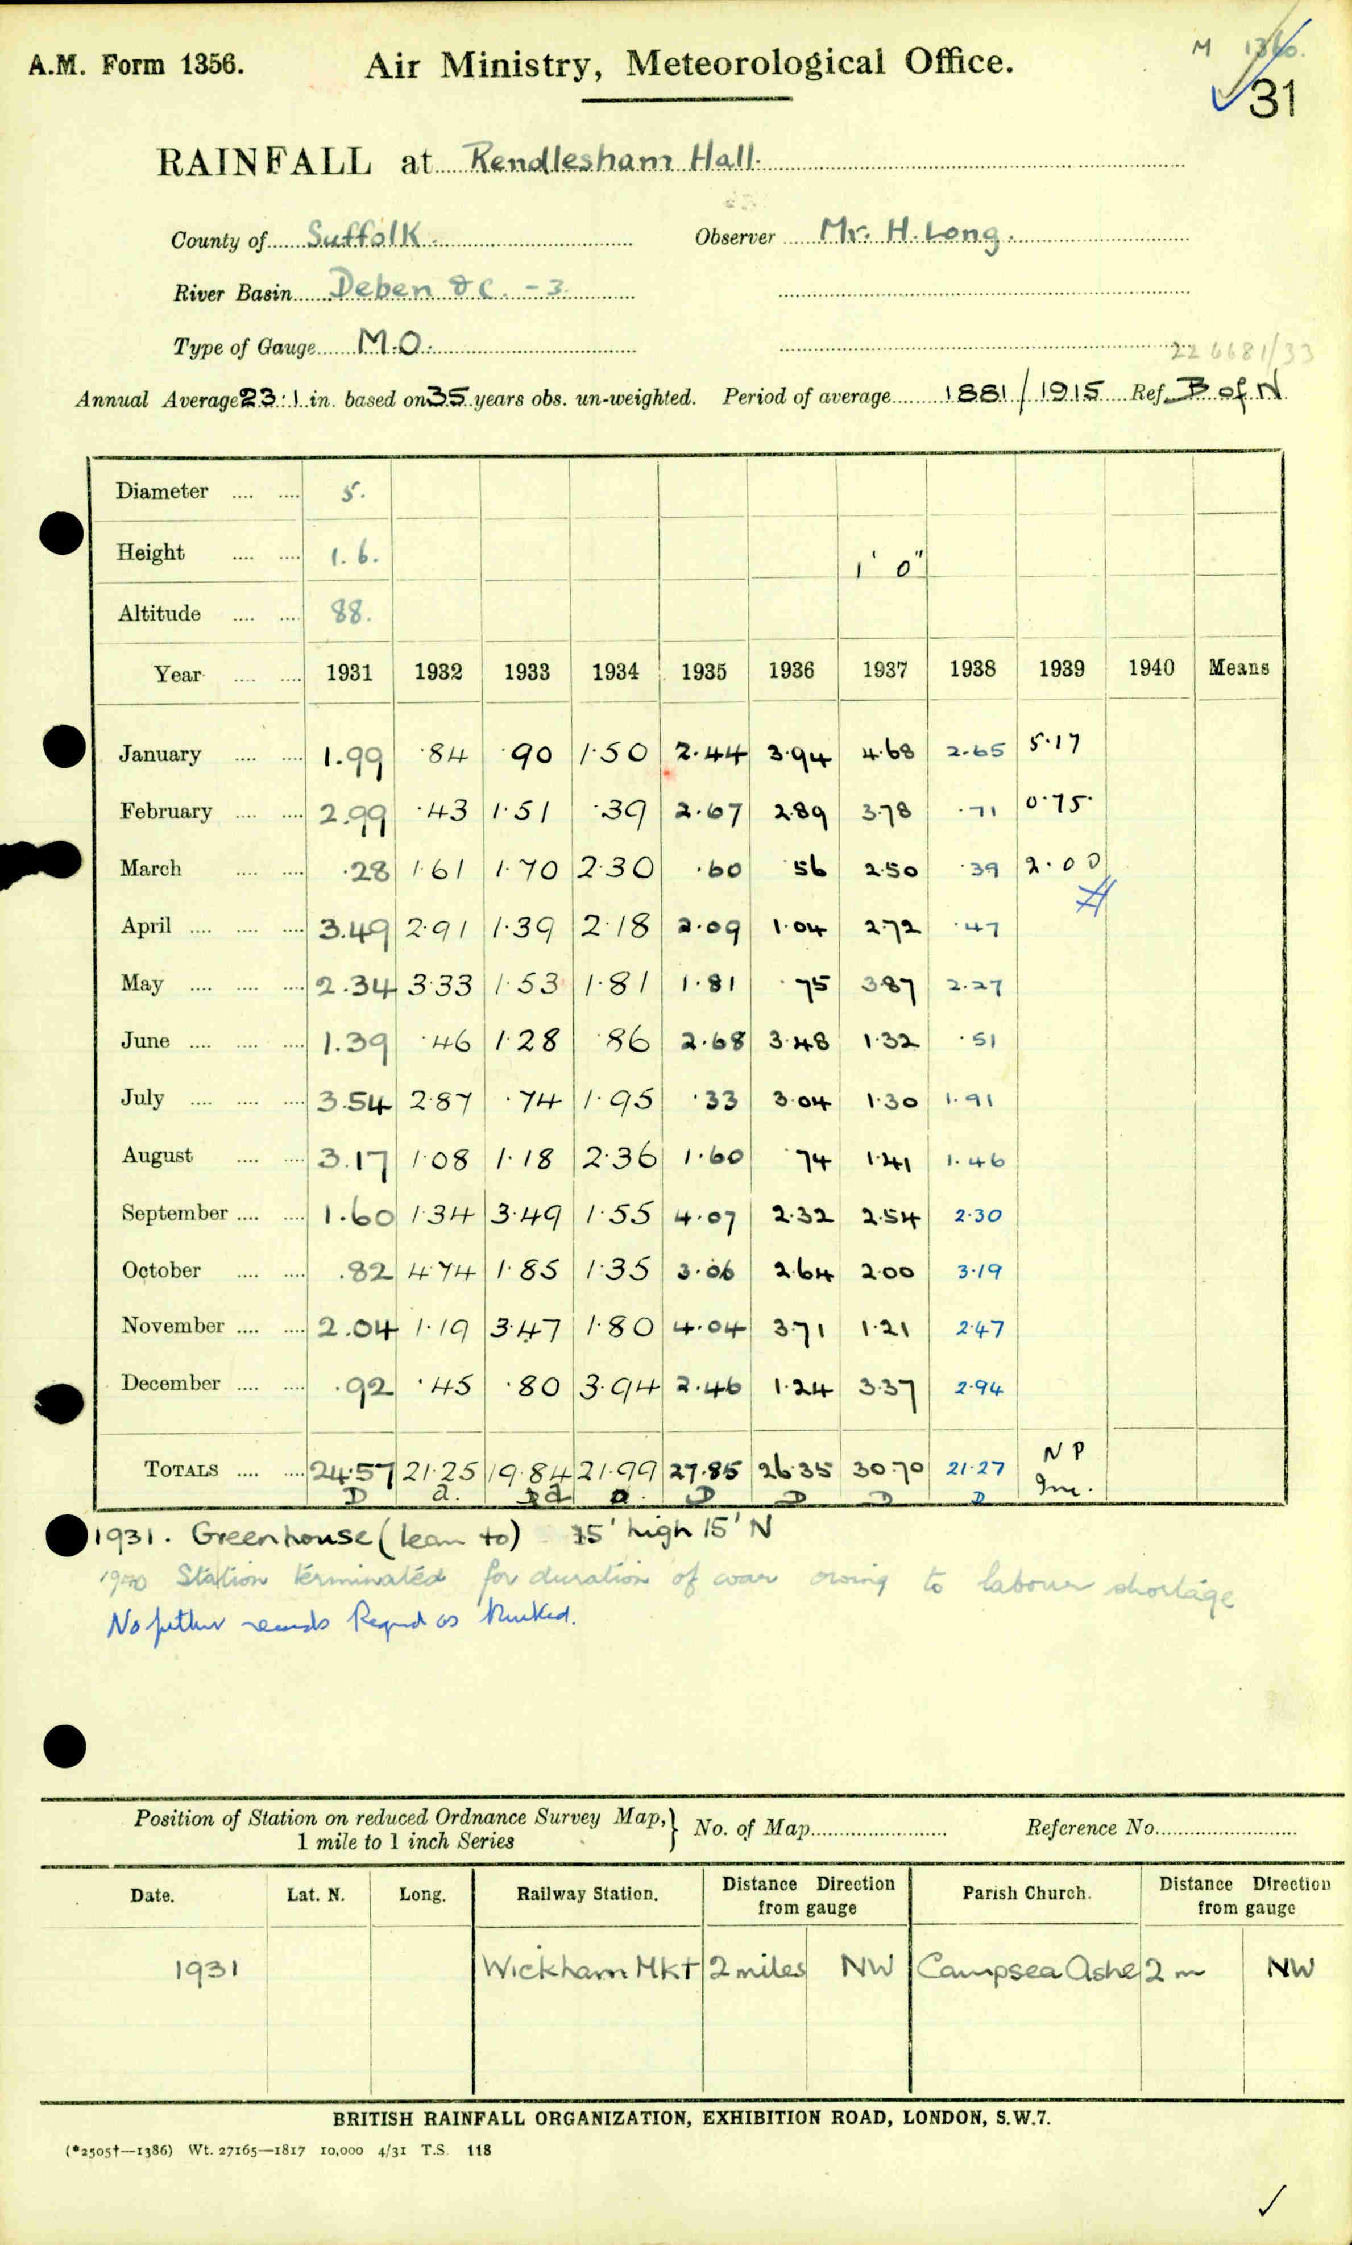 M 1360.
A.M. Form 1356. Air Ministry, Meteorological Office. 31
RAINFALL at Rendlesham Hall.
County of Suffolk. Observer Mr. H. Long.
River Basin Deben &c. - 3
Type of Gauge M.O.
22 6681/33
Annual Average 23.1 in. based on 35 years obs. un-weighted. Period of average 1881/1915 Ref. B of N
Diameter .... .... 5.
Height .... .... 1.6. 1' 0"
Altitude .... .... 88.
Year .... .... 1931 1932 1933 1934 1935 1936 1937 1938 1939 1940 Means
January .... .... 1.99 ·84 ·90 1·50 2·44 3·94 4·68 2·65 5·17
February .... .... 2.99 ·43 1·51 ·39 2·67 2·89 3·78 ·71 0·75
March .... .... .28 1·61 1·70 2·30 ·60 ·56 2·50 ·39 2·00
April .... .... .... 3.49 2·91 1·39 2·18 2·09 1·04 2·72 ·47
May .... .... .... 2.34 3·33 1·53 1·81 1·81 ·75 3·87 2·27
June .... .... .... 1.39 ·46 1·28 ·86 2·68 3·48 1·32 ·51
July .... .... .... 3.54 2·87 ·74 1·95 ·33 3·04 1·30 1·91
August .... .... 3.17 1·08 1·18 2·36 1·60 ·74 1·41 1·46
September .... .... 1.60 1·34 3·49 1·55 4·07 2·32 2·54 2·30
October .... .... .82 4·74 1·85 1·35 3·06 2·64 2·00 3·19
November .... .... 2.04 1·19 3·47 1·80 4·04 3·71 1·21 2·47
December .... .... .92 ·45 ·80 3·94 2·46 1·24 3·37 2·94
TOTALS .... .... 24.57 21·25 19·84 21·99 27·85 26·35 30·70 21·27 NP
D a. D d a. D D D D Inc.
1931. Greenhouse (lean to) 15' high 15' N
1940 Station terminated for duration of war owing to labour shortage
No further records Regard as Parked.
Position of Station on reduced Ordnance Survey Map, } No. of Map Reference No.
1 mile to 1 inch Series
Date. Lat. N. Long. Railway Station. Distance Direction from gauge Parish Church. Distance Direction from gauge
1931 Wickham Mkt 2 miles NW Campsea Ashe 2 m NW
BRITISH RAINFALL ORGANIZATION, EXHIBITION ROAD, LONDON, S.W.7.
(*2505†—1386) Wt. 27165—1817 10,000 4/31 T.S. 118